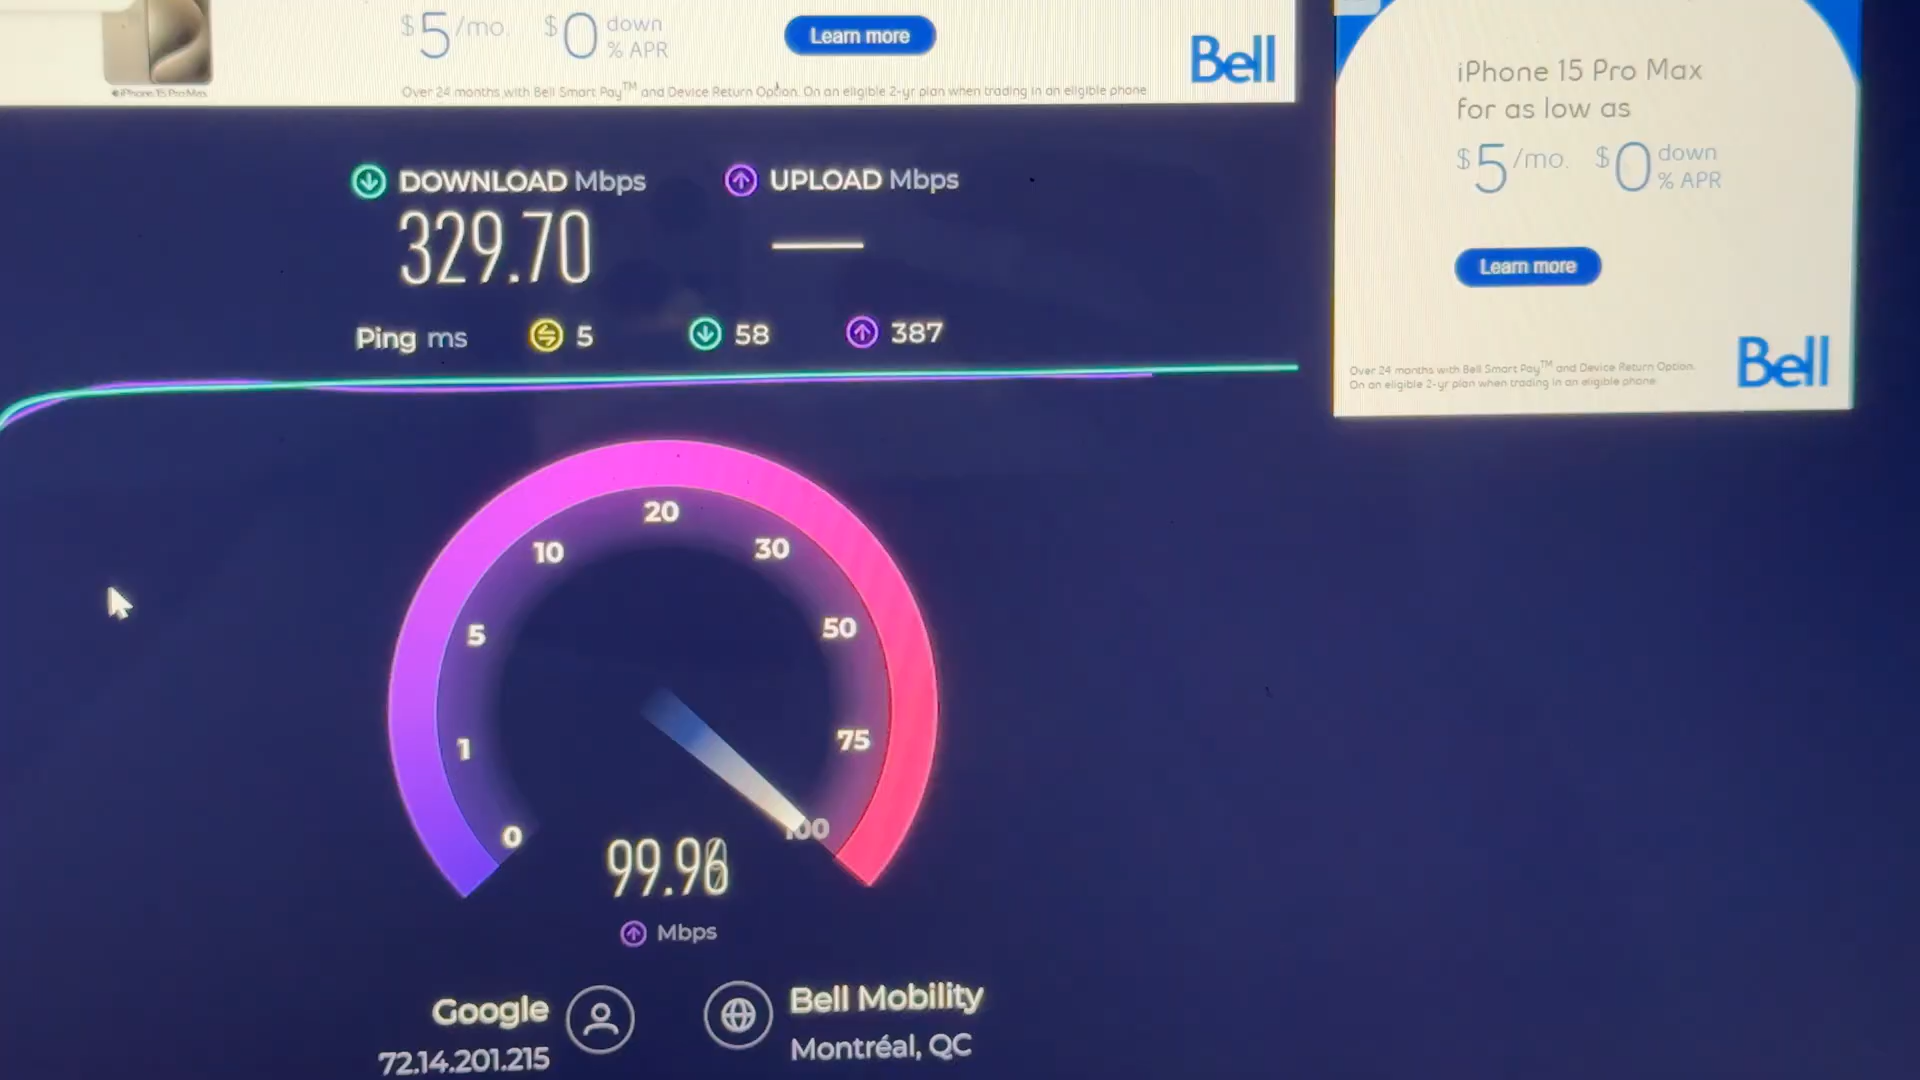 $5/mo. $0 down % APR
Learn more
Bell
iPhone 15 Pro Max
Over 24 months with Bell Smart Pay™ and Device Return Option. On an eligible 2-yr plan when trading in an eligible phone
iPhone 15 Pro Max
for as low as
$5/mo. $0 down % APR
Learn more
Over 24 months with Bell Smart Pay™ and Device Return Option.
On an eligible 2-yr plan when trading in an eligible phone.
Bell
DOWNLOAD Mbps
329.70
UPLOAD Mbps
—
Ping ms 5 58 387
0
1
5
10
20
30
50
75
100
Mbps
Google
72.14.201.215
Bell Mobility
Montréal, QC